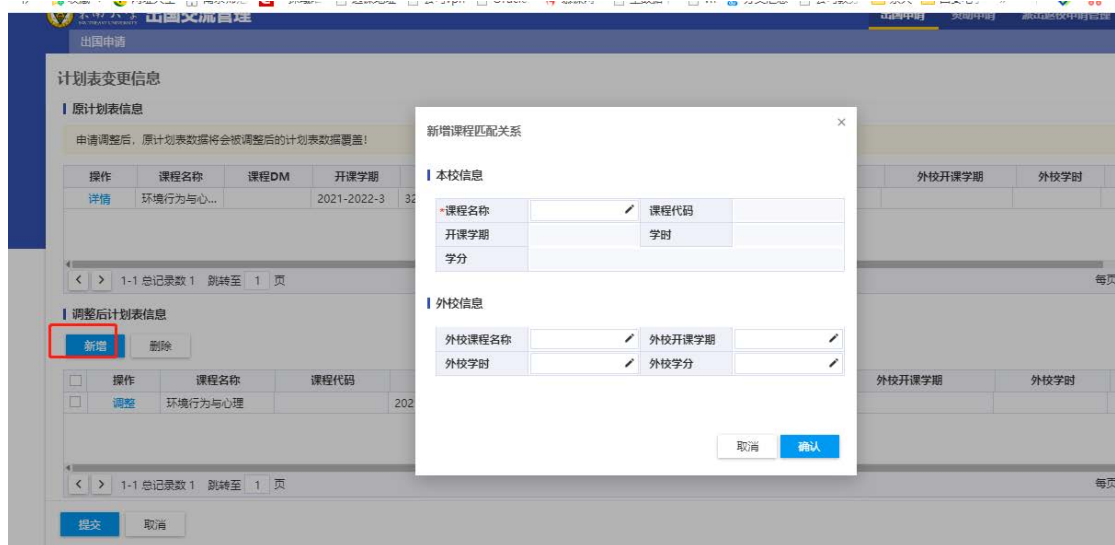 出国交流管理
出国申请
出国申请
计划表变更信息
原计划表信息
申请调整后，原计划表数据将会被调整后的计划表数据覆盖！
操作 课程名称 课程DM 开课学期 外校开课学期 外校学时
详情 环境行为与心... 2021-2022-3 32
1-1 总记录数 1 跳转至 1 页 每页
调整后计划表信息
新增 删除
操作 课程名称 课程代码 外校开课学期 外校学时
调整 环境行为与心理 202
1-1 总记录数 1 跳转至 1 页 每页
提交 取消
新增课程匹配关系 ×
本校信息
*课程名称 课程代码
开课学期 学时
学分
外校信息
外校课程名称 外校开课学期
外校学时 外校学分
取消 确认